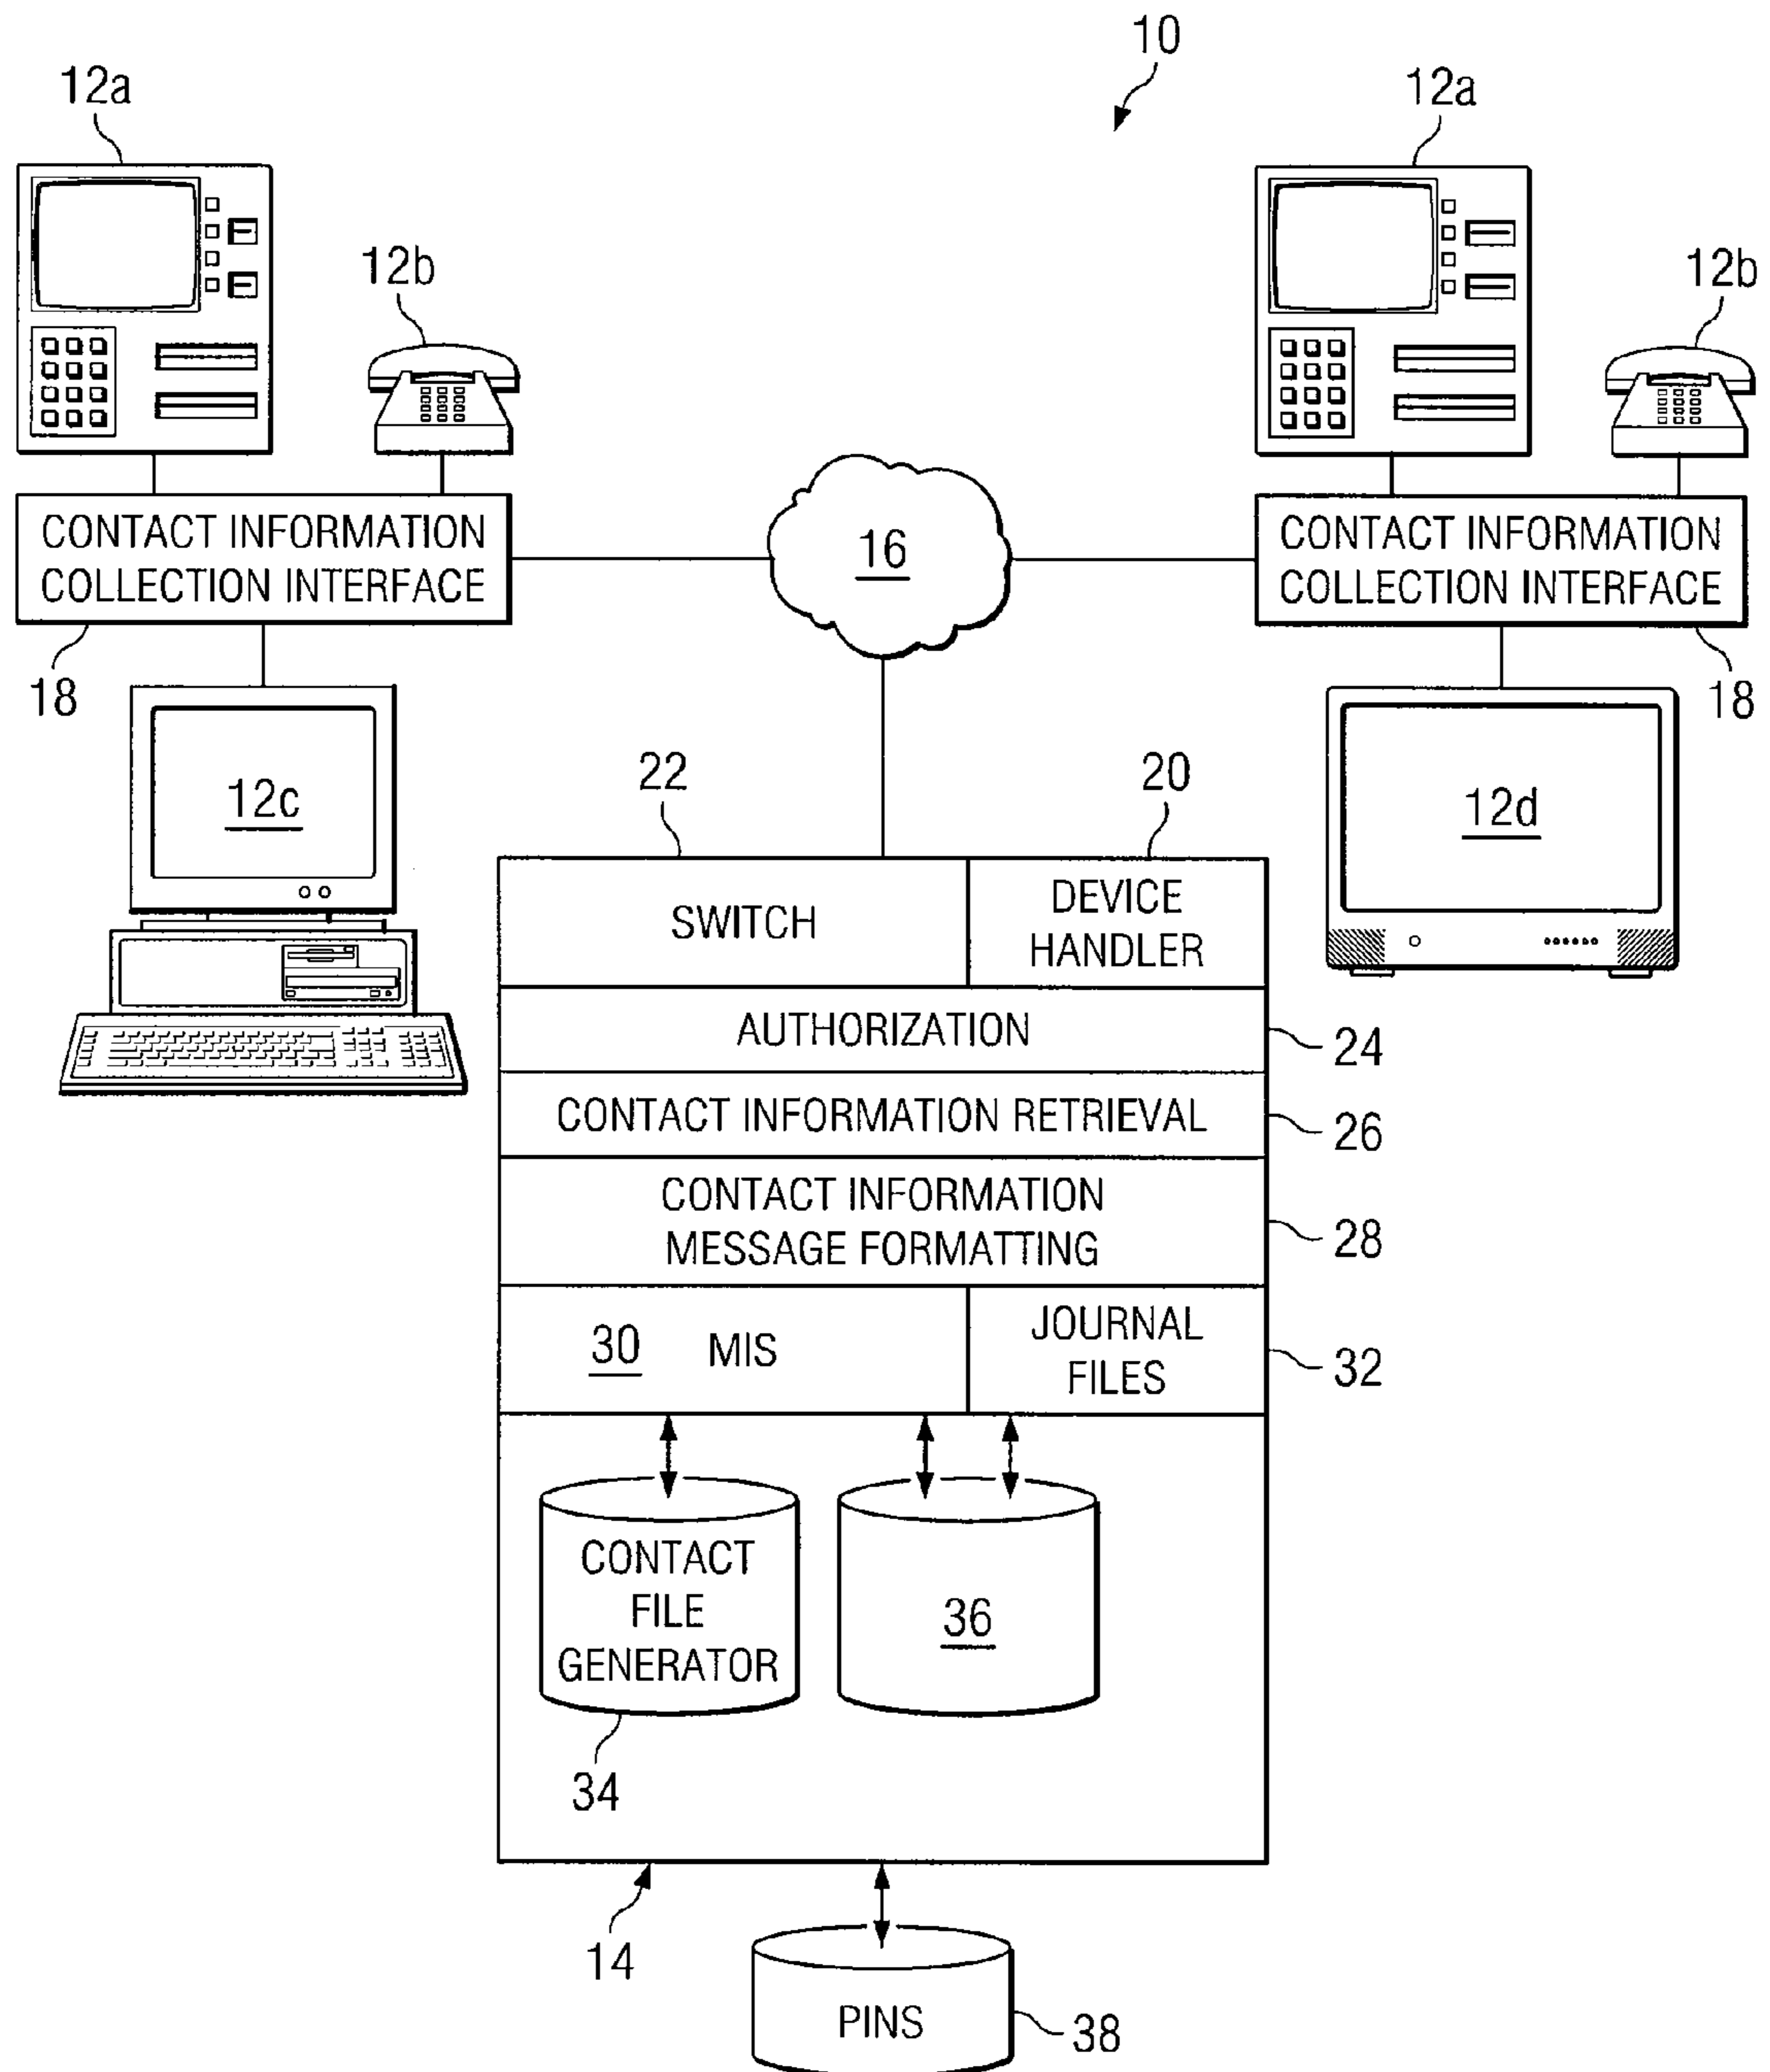 10
12a
12a
12b
12b
CONTACT INFORMATION
COLLECTION INTERFACE
16
CONTACT INFORMATION
COLLECTION INTERFACE
18
18
12c
12d
22
20
SWITCH
DEVICE
HANDLER
AUTHORIZATION
24
CONTACT INFORMATION RETRIEVAL
26
CONTACT INFORMATION
MESSAGE FORMATTING
28
30 MIS
JOURNAL
FILES
32
CONTACT
FILE
GENERATOR
36
34
14
PINS
38